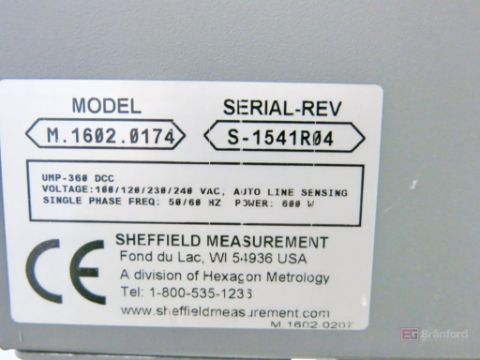 MODEL SERIAL-REV
M.1602.0174 S-1541R04
UMP-360 DCC
VOLTAGE:100/120/230/240 VAC, AUTO LINE SENSING
SINGLE PHASE FREQ: 50/60 HZ POWER: 600 W
CE
SHEFFIELD MEASUREMENT
Fond du Lac, WI 54936 USA
A division of Hexagon Metrology
Tel: 1-800-535-1236
www.sheffieldmeasurement.com
M.1602.0207
EG Branford